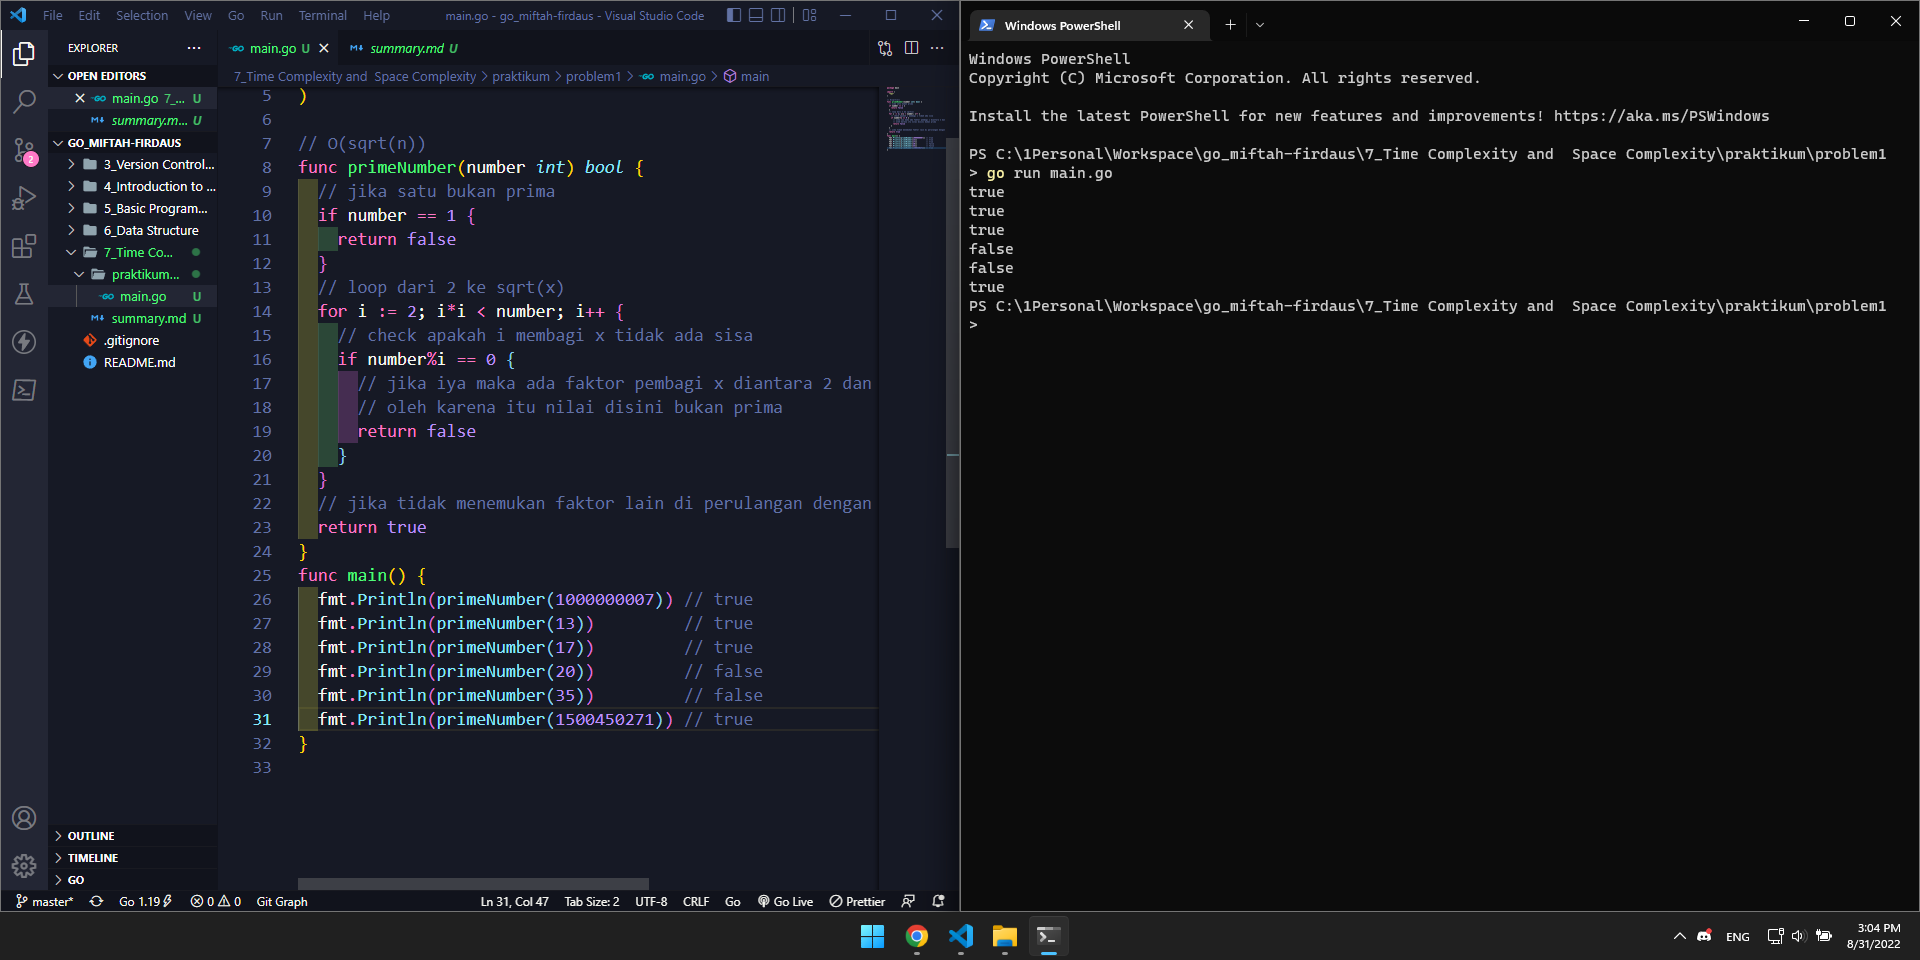 File Edit Selection View Go Run Terminal Help
main.go - go_miftah-firdaus - Visual Studio Code
EXPLORER
OPEN EDITORS
main.go 7_... U
summary.m... U
GO_MIFTAH-FIRDAUS
3_Version Control...
4_Introduction to ...
5_Basic Program...
6_Data Structure
7_Time Co...
praktikum...
main.go U
summary.md U
.gitignore
README.md
OUTLINE
TIMELINE
GO
2
main.go U
summary.md U
7_Time Complexity and  Space Complexity > praktikum > problem1 > main.go > main
5 )
6
7 // O(sqrt(n))
8 func primeNumber(number int) bool {
9 // jika satu bukan prima
10 if number == 1 {
11 return false
12 }
13 // loop dari 2 ke sqrt(x)
14 for i := 2; i*i < number; i++ {
15 // check apakah i membagi x tidak ada sisa
16 if number%i == 0 {
17 // jika iya maka ada faktor pembagi x diantara 2 dan
18 // oleh karena itu nilai disini bukan prima
19 return false
20 }
21 }
22 // jika tidak menemukan faktor lain di perulangan dengan
23 return true
24 }
25 func main() {
26 fmt.Println(primeNumber(1000000007)) // true
27 fmt.Println(primeNumber(13)) // true
28 fmt.Println(primeNumber(17)) // true
29 fmt.Println(primeNumber(20)) // false
30 fmt.Println(primeNumber(35)) // false
31 fmt.Println(primeNumber(1500450271)) // true
32 }
33
master* Go 1.19 0 0 Git Graph Ln 31, Col 47 Tab Size: 2 UTF-8 CRLF Go Go Live Prettier
Windows PowerShell
Windows PowerShell
Copyright (C) Microsoft Corporation. All rights reserved.
Install the latest PowerShell for new features and improvements! https://aka.ms/PSWindows
PS C:\1Personal\Workspace\go_miftah-firdaus\7_Time Complexity and  Space Complexity\praktikum\problem1
> go run main.go
true
true
true
false
false
true
PS C:\1Personal\Workspace\go_miftah-firdaus\7_Time Complexity and  Space Complexity\praktikum\problem1
>
ENG
3:04 PM
8/31/2022